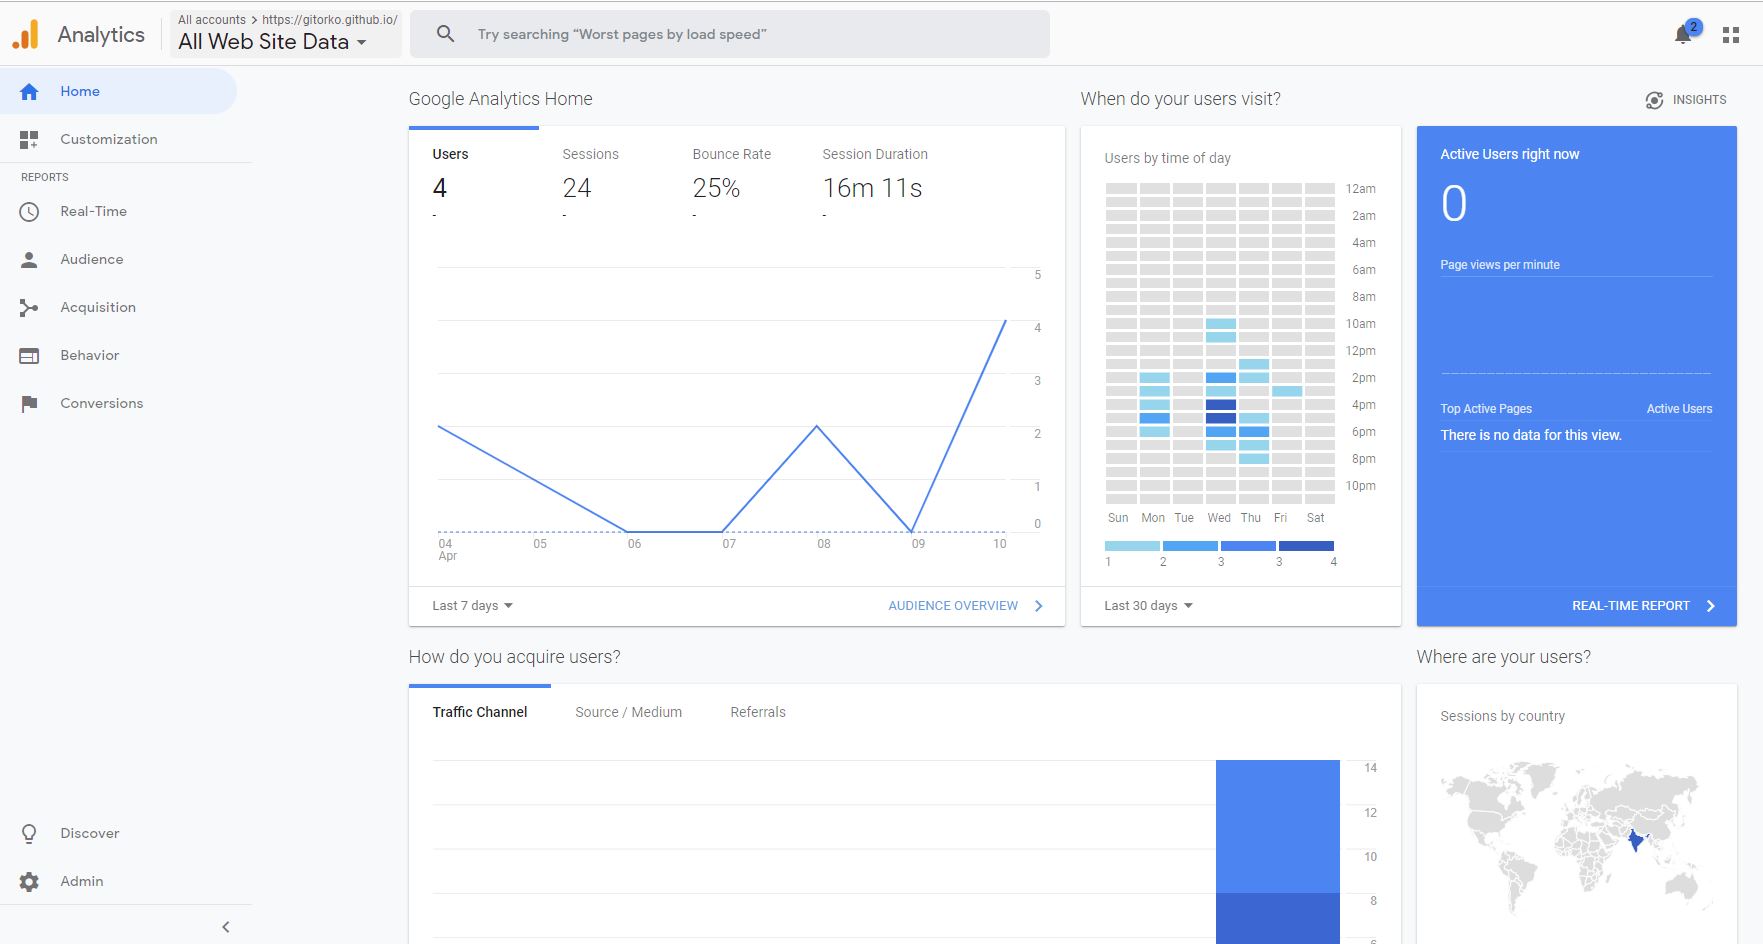 All accounts > https://gitorko.github.io/
Analytics
All Web Site Data
Try searching “Worst pages by load speed”
2
Home
Customization
REPORTS
Real-Time
Audience
Acquisition
Behavior
Conversions
Discover
Admin
Google Analytics Home
Users Sessions Bounce Rate Session Duration
4 24 25% 16m 11s
- - - -
5
4
3
2
1
0
04 05 06 07 08 09 10
Apr
Last 7 days AUDIENCE OVERVIEW
When do your users visit?
INSIGHTS
Users by time of day
12am
2am
4am
6am
8am
10am
12pm
2pm
4pm
6pm
8pm
10pm
Sun Mon Tue Wed Thu Fri Sat
1 2 3 3 4
Last 30 days
Active Users right now
0
Page views per minute
Top Active Pages Active Users
There is no data for this view.
REAL-TIME REPORT
How do you acquire users?
Traffic Channel Source / Medium Referrals
14
12
10
8
Where are your users?
Sessions by country